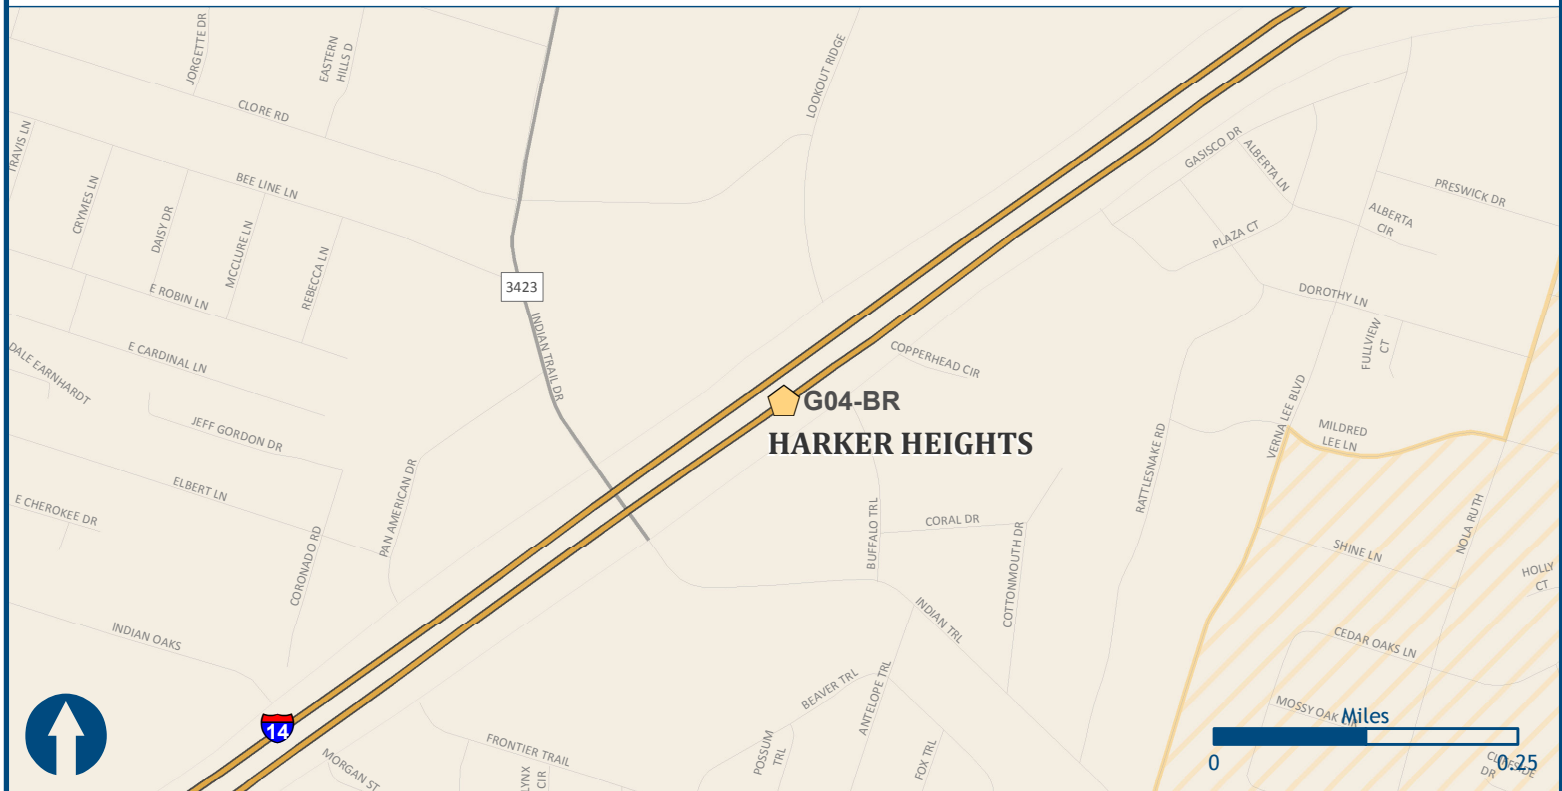 JORGETTE DR
EASTERN
HILLS D
LOOKOUT RIDGE
CLORE RD
TRAVIS LN
GASISCO DR
ALBERTA LN
BEE LINE LN
PRESWICK DR
CRYMES LN
DAISY DR
MCCLURE LN
REBECCA LN
ALBERTA
CIR
PLAZA CT
3423
E ROBIN LN
DOROTHY LN
INDIAN TRAIL DR
FULLVIEW
CT
E CARDINAL LN
COPPERHEAD CIR
DALE EARNHARDT
G04-BR
HARKER HEIGHTS
VERNA LEE BLVD
JEFF GORDON DR
MILDRED
LEE LN
RATTLESNAKE RD
ELBERT LN
PAN AMERICAN DR
E CHEROKEE DR
BUFFALO TRL
CORAL DR
NOLA RUTH
CORONADO RD
COTTONMOUTH DR
SHINE LN
HOLLY
CT
INDIAN TRL
INDIAN OAKS
CEDAR OAKS LN
BEAVER TRL
ANTELOPE TRL
MOSSY OAK CIR
Miles
14
FRONTIER TRAIL
POSSUM
TRL
FOX TRL
MORGAN ST
LYNX
CIR
0
0.25
DR